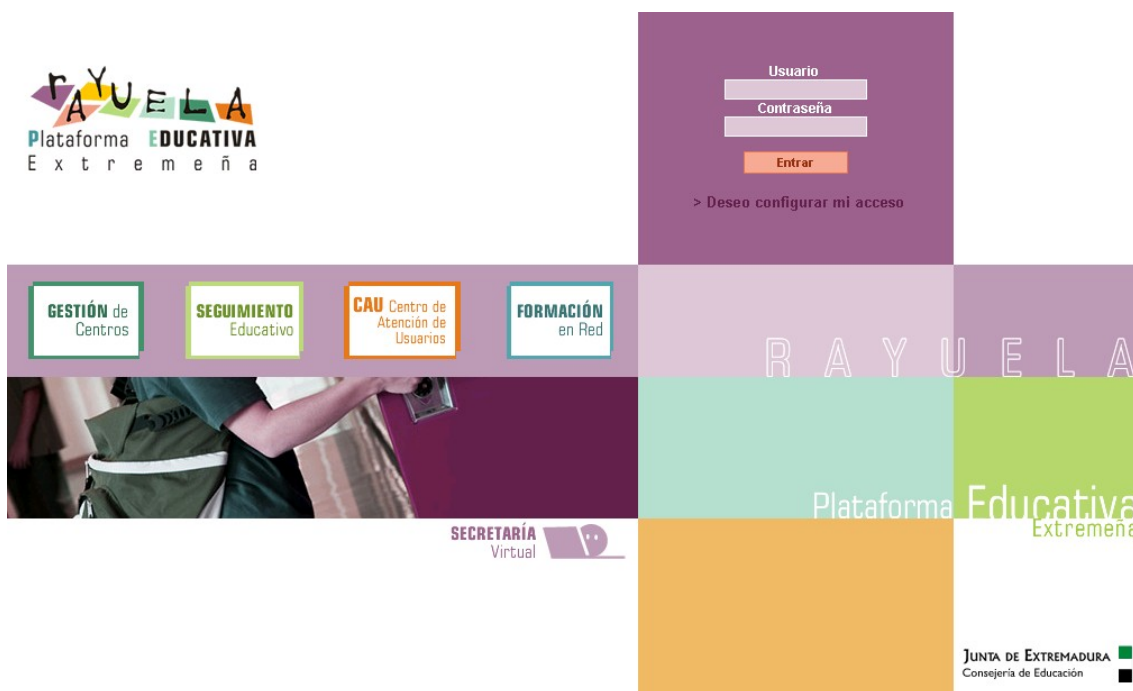 RAYUELA
Plataforma EDUCATIVA
Extremeña
Usuario
Contraseña
Entrar
> Deseo configurar mi acceso
GESTIÓN de
Centros
SEGUIMIENTO
Educativo
CAU Centro de
Atención de
Usuarios
FORMACIÓN
en Red
RAYUELA
Plataforma Educativa
Extremeña
SECRETARÍA
Virtual
JUNTA DE EXTREMADURA
Consejería de Educación